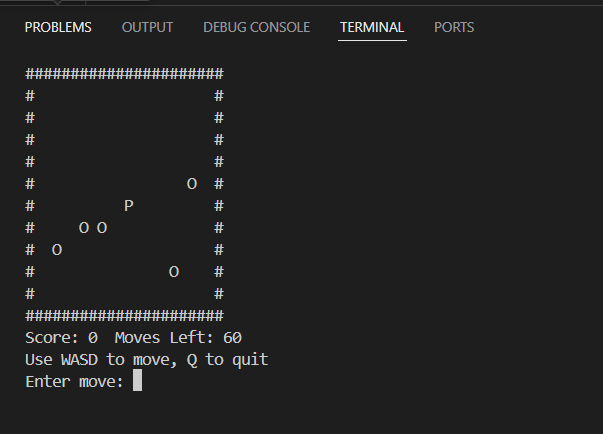 PROBLEMS OUTPUT DEBUG CONSOLE TERMINAL PORTS
######################
#                    #
#                    #
#                    #
#                    #
#                 O  #
#          P         #
#     O O            #
#  O                 #
#               O    #
#                    #
######################
Score: 0  Moves Left: 60
Use WASD to move, Q to quit
Enter move: